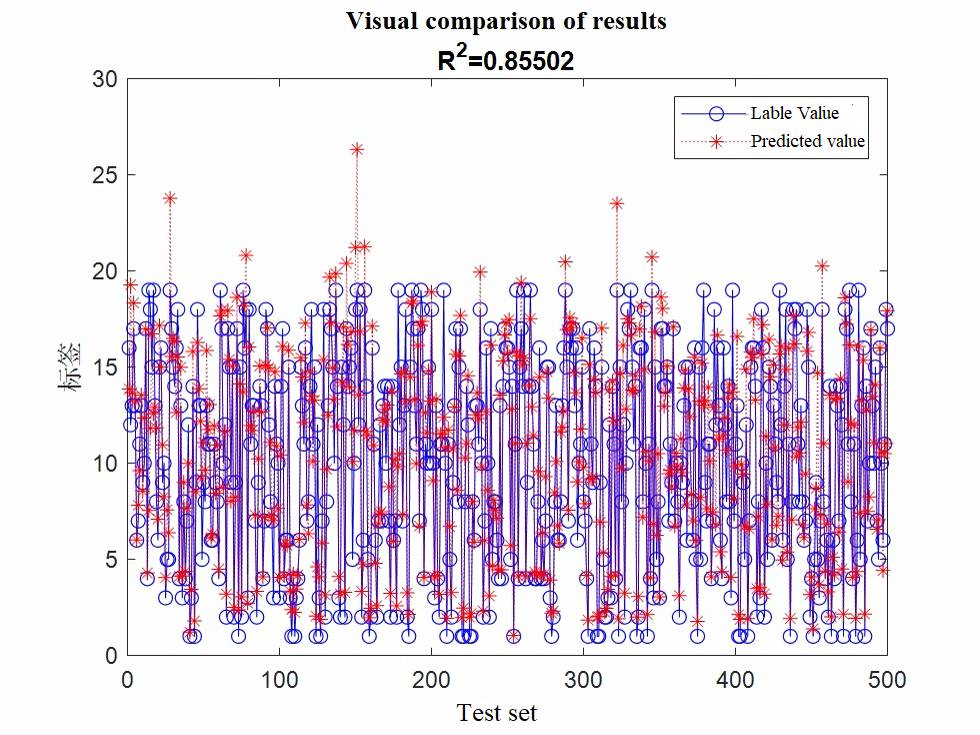 Visual comparison of results
R²=0.85502
30
25
20
15
10
5
0
标签
Lable Value
Predicted value
0 100 200 300 400 500
Test set